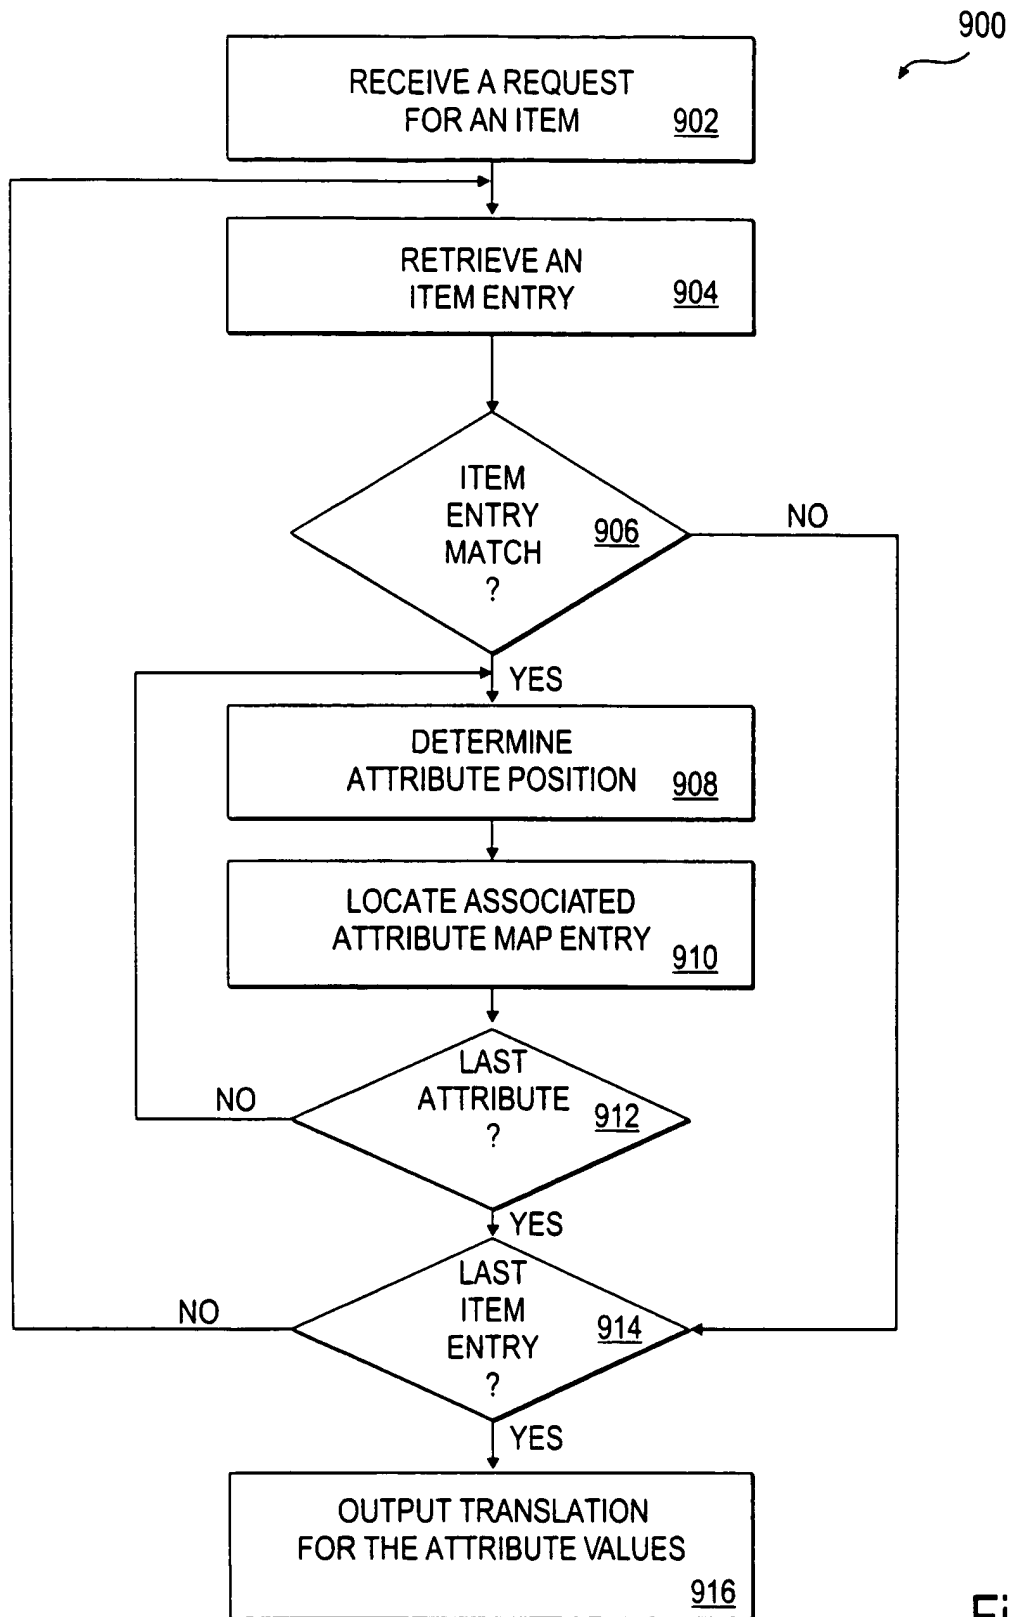 900
RECEIVE A REQUEST
FOR AN ITEM
902
RETRIEVE AN
ITEM ENTRY
904
ITEM
ENTRY
MATCH
?
906
NO
YES
DETERMINE
ATTRIBUTE POSITION
908
LOCATE ASSOCIATED
ATTRIBUTE MAP ENTRY
910
LAST
ATTRIBUTE
?
912
NO
YES
LAST
ITEM
ENTRY
?
914
NO
YES
OUTPUT TRANSLATION
FOR THE ATTRIBUTE VALUES
916